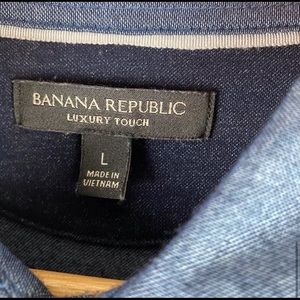 BANANA REPUBLIC
LUXURY TOUCH
L
MADE IN
VIETNAM